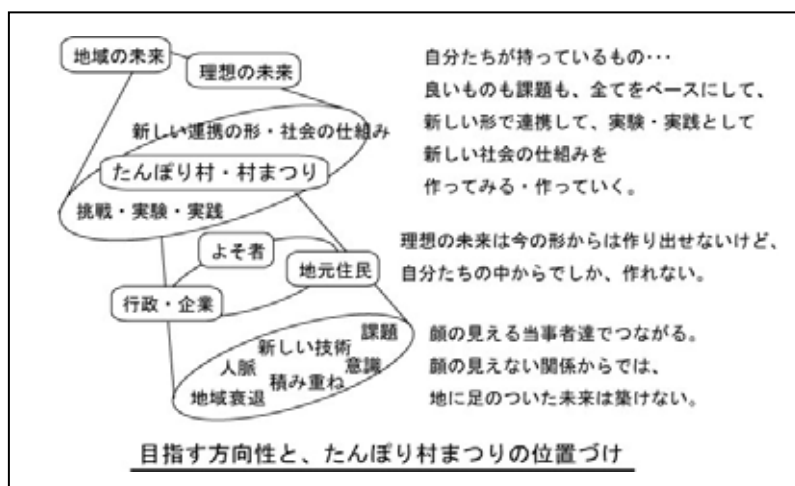 地域の未来
理想の未来
新しい連携の形・社会の仕組み
たんぽり村・村まつり
挑戦・実験・実践
よそ者
地元住民
行政・企業
課題
新しい技術
人脈
意識
積み重ね
地域衰退
自分たちが持っているもの･･･
良いものも課題も、全てをベースにして、
新しい形で連携して、実験・実践として
新しい社会の仕組みを
作ってみる・作っていく。
理想の未来は今の形からは作り出せないけど、
自分たちの中からでしか、作れない。
顔の見える当事者達でつながる。
顔の見えない関係からでは、
地に足のついた未来は築けない。
目指す方向性と、たんぽり村まつりの位置づけ